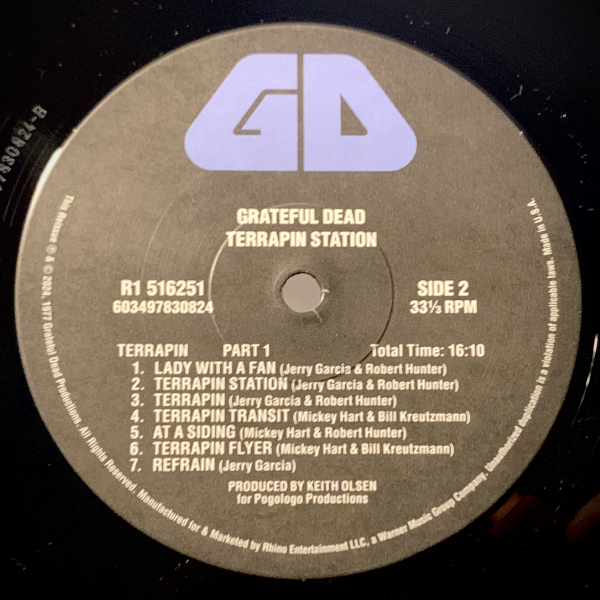 GD
GRATEFUL DEAD
TERRAPIN STATION
R1 516251
603497830824
SIDE 2
33⅓ RPM
TERRAPIN PART 1 Total Time: 16:10
1. LADY WITH A FAN (Jerry Garcia & Robert Hunter)
2. TERRAPIN STATION (Jerry Garcia & Robert Hunter)
3. TERRAPIN (Jerry Garcia & Robert Hunter)
4. TERRAPIN TRANSIT (Mickey Hart & Bill Kreutzmann)
5. AT A SIDING (Mickey Hart & Robert Hunter)
6. TERRAPIN FLYER (Mickey Hart & Bill Kreutzmann)
7. REFRAIN (Jerry Garcia)
PRODUCED BY KEITH OLSEN
for Pogologo Productions
This Release ℗ & © 2024, 1977 Grateful Dead Productions. All Rights Reserved. Manufactured for & Marketed by Rhino Entertainment LLC, a Warner Music Group Company. Unauthorized duplication is a violation of applicable laws. Made in U.S.A.